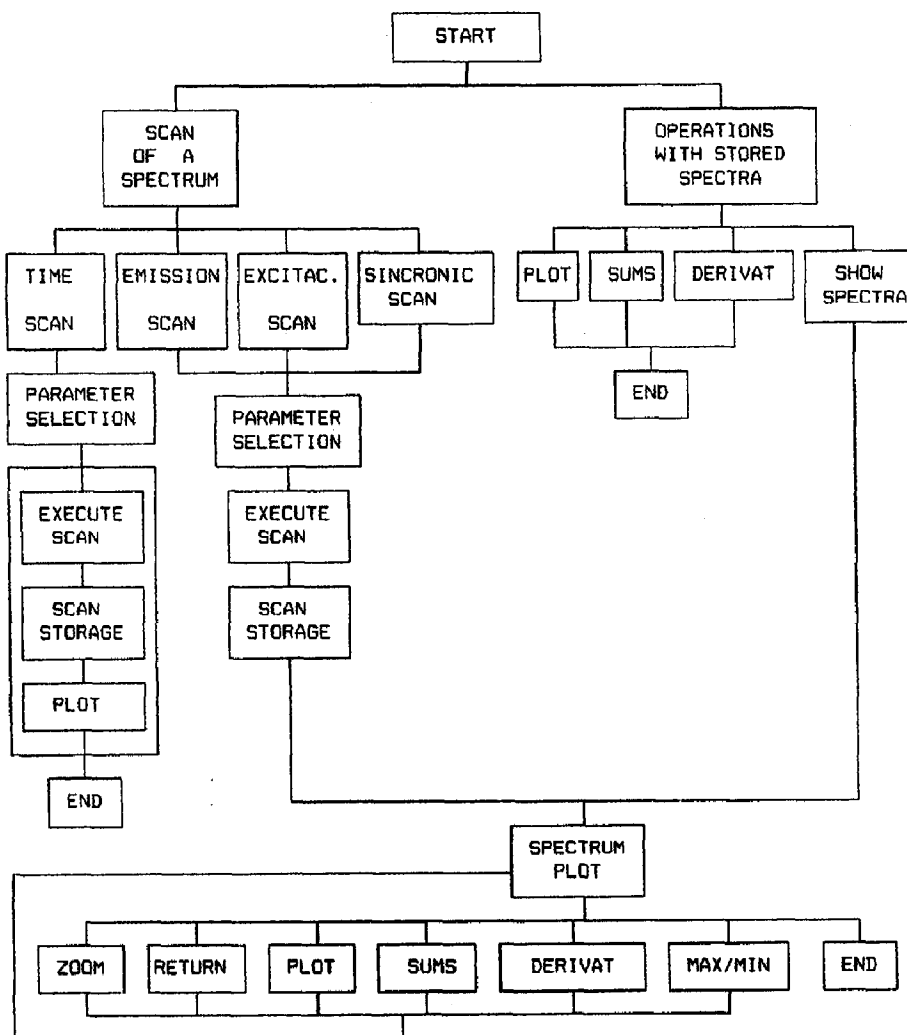 START
SCAN
OF A
SPECTRUM
OPERATIONS
WITH STORED
SPECTRA
TIME
SCAN
EMISSION
SCAN
EXCITAC.
SCAN
SINCRONIC
SCAN
PLOT
SUMS
DERIVAT
SHOW
SPECTRA
PARAMETER
SELECTION
PARAMETER
SELECTION
END
EXECUTE
SCAN
EXECUTE
SCAN
SCAN
STORAGE
SCAN
STORAGE
PLOT
END
SPECTRUM
PLOT
ZOOM
RETURN
PLOT
SUMS
DERIVAT
MAX/MIN
END